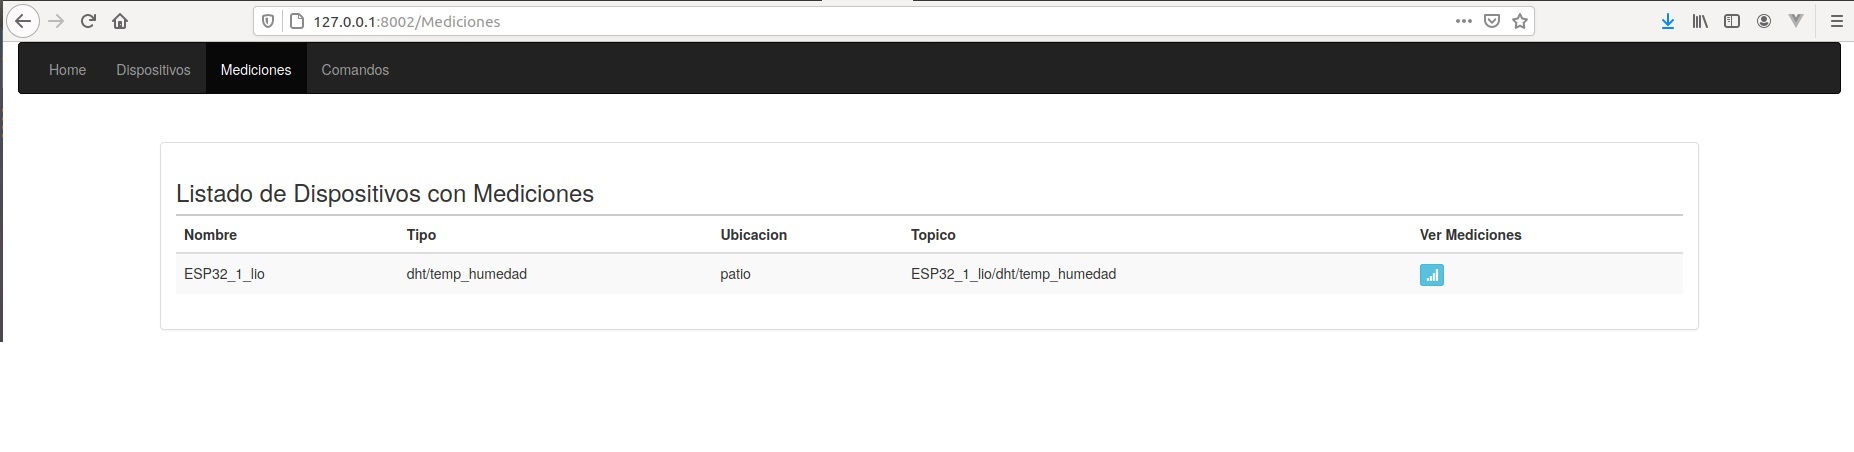 127.0.0.1:8002/Mediciones
Home Dispositivos Mediciones Comandos
Listado de Dispositivos con Mediciones
Nombre Tipo Ubicacion Topico Ver Mediciones
ESP32_1_lio dht/temp_humedad patio ESP32_1_lio/dht/temp_humedad